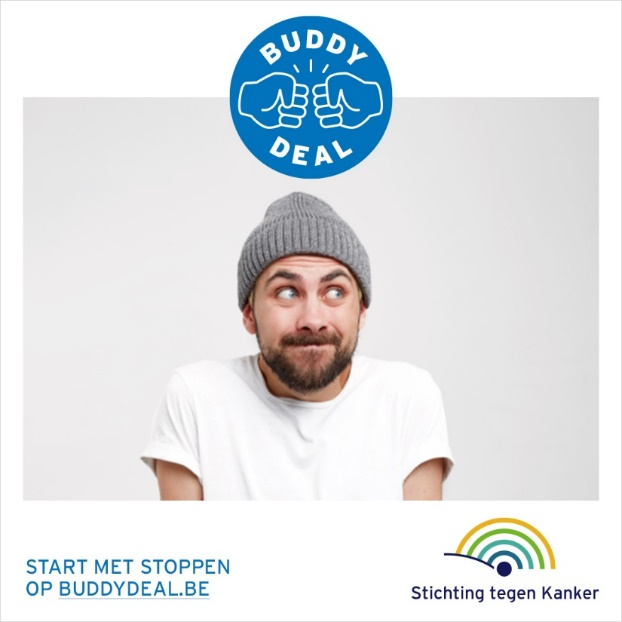 BUDDY
DEAL
START MET STOPPEN
OP BUDDYDEAL.BE
Stichting tegen Kanker